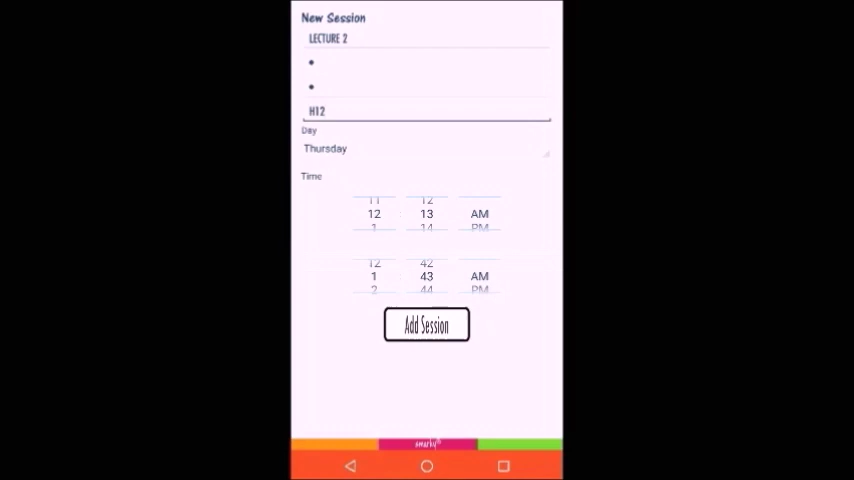 New Session
LECTURE 2
•
•
H12
Day
Thursday
Time
11 12
12 : 13 AM
1 14 PM
12 42
1 : 43 AM
2 44 PM
Add Session